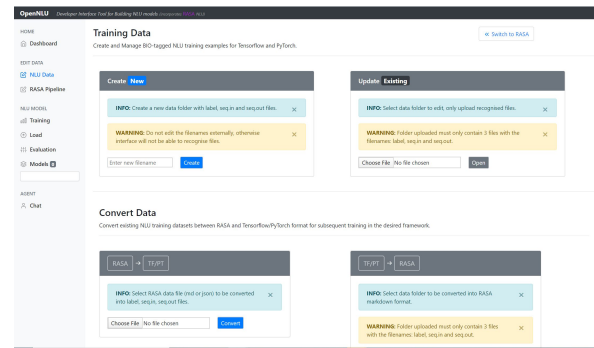 OpenNLU Developer Interface Tool for Building NLU models incorporates RASA NLU
HOME
Dashboard
EDIT DATA
NLU Data
RASA Pipeline
NLU MODEL
Training
Load
Evaluation
Models
AGENT
Chat
Training Data
« Switch to RASA
Create and Manage BIO-tagged NLU training examples for Tensorflow and PyTorch.
Create New
INFO: Create a new data folder with label, seq.in and seq.out files. ×
WARNING: Do not edit the filenames externally, otherwise ×
interface will not be able to recognise files.
Enter new filename Create
Update Existing
INFO: Select data folder to edit, only upload recognised files. ×
WARNING: Folder uploaded must only contain 3 files with the ×
filenames: label, seq.in and seq.out.
Choose File No file chosen Open
Convert Data
Convert existing NLU training datasets between RASA and Tensorflow/PyTorch format for subsequent training in the desired framework.
RASA → TF/PT
INFO: Select RASA data file (md or json) to be converted ×
into label, seq.in, seq.out files.
Choose File No file chosen Convert
TF/PT → RASA
INFO: Select data folder to be converted into RASA ×
markdown format.
WARNING: Folder uploaded must only contain 3 files ×
with the filenames: label, seq.in and seq.out.